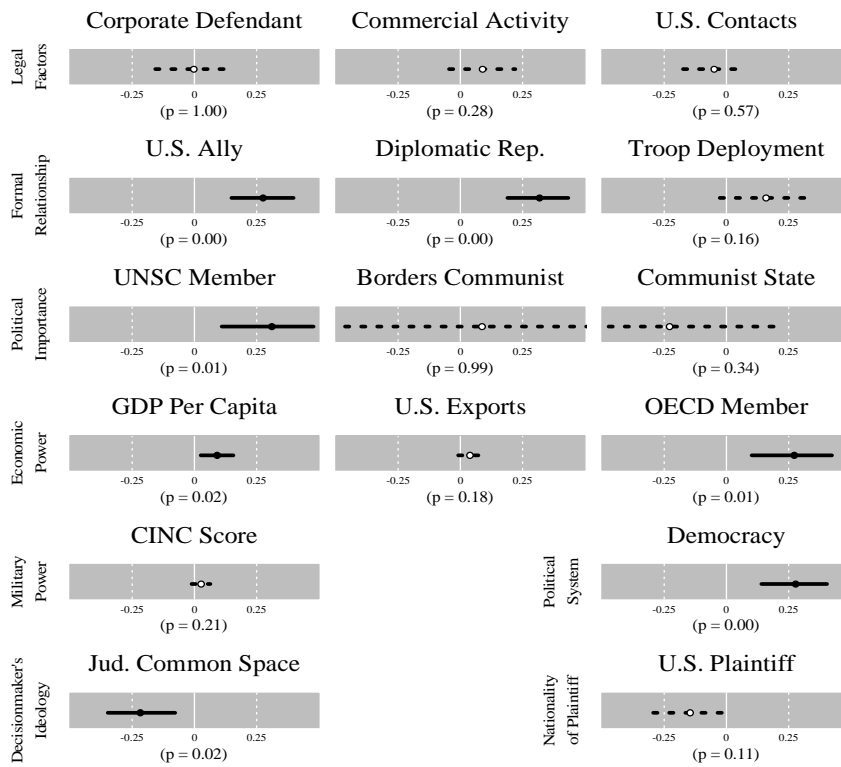 Corporate Defendant Commercial Activity U.S. Contacts
Legal
Factors
-0.25 0 0.25 -0.25 0 0.25 -0.25 0 0.25
(p = 1.00) (p = 0.28) (p = 0.57)
U.S. Ally Diplomatic Rep. Troop Deployment
Formal
Relationship
-0.25 0 0.25 -0.25 0 0.25 -0.25 0 0.25
(p = 0.00) (p = 0.00) (p = 0.16)
UNSC Member Borders Communist Communist State
Political
Importance
-0.25 0 0.25 -0.25 0 0.25 -0.25 0 0.25
(p = 0.01) (p = 0.99) (p = 0.34)
GDP Per Capita U.S. Exports OECD Member
Economic
Power
-0.25 0 0.25 -0.25 0 0.25 -0.25 0 0.25
(p = 0.02) (p = 0.18) (p = 0.01)
CINC Score Democracy
Military
Power
Political
System
-0.25 0 0.25 -0.25 0 0.25
(p = 0.21) (p = 0.00)
Jud. Common Space U.S. Plaintiff
Decisionmaker's
Ideology
Nationality
of Plaintiff
-0.25 0 0.25 -0.25 0 0.25
(p = 0.02) (p = 0.11)